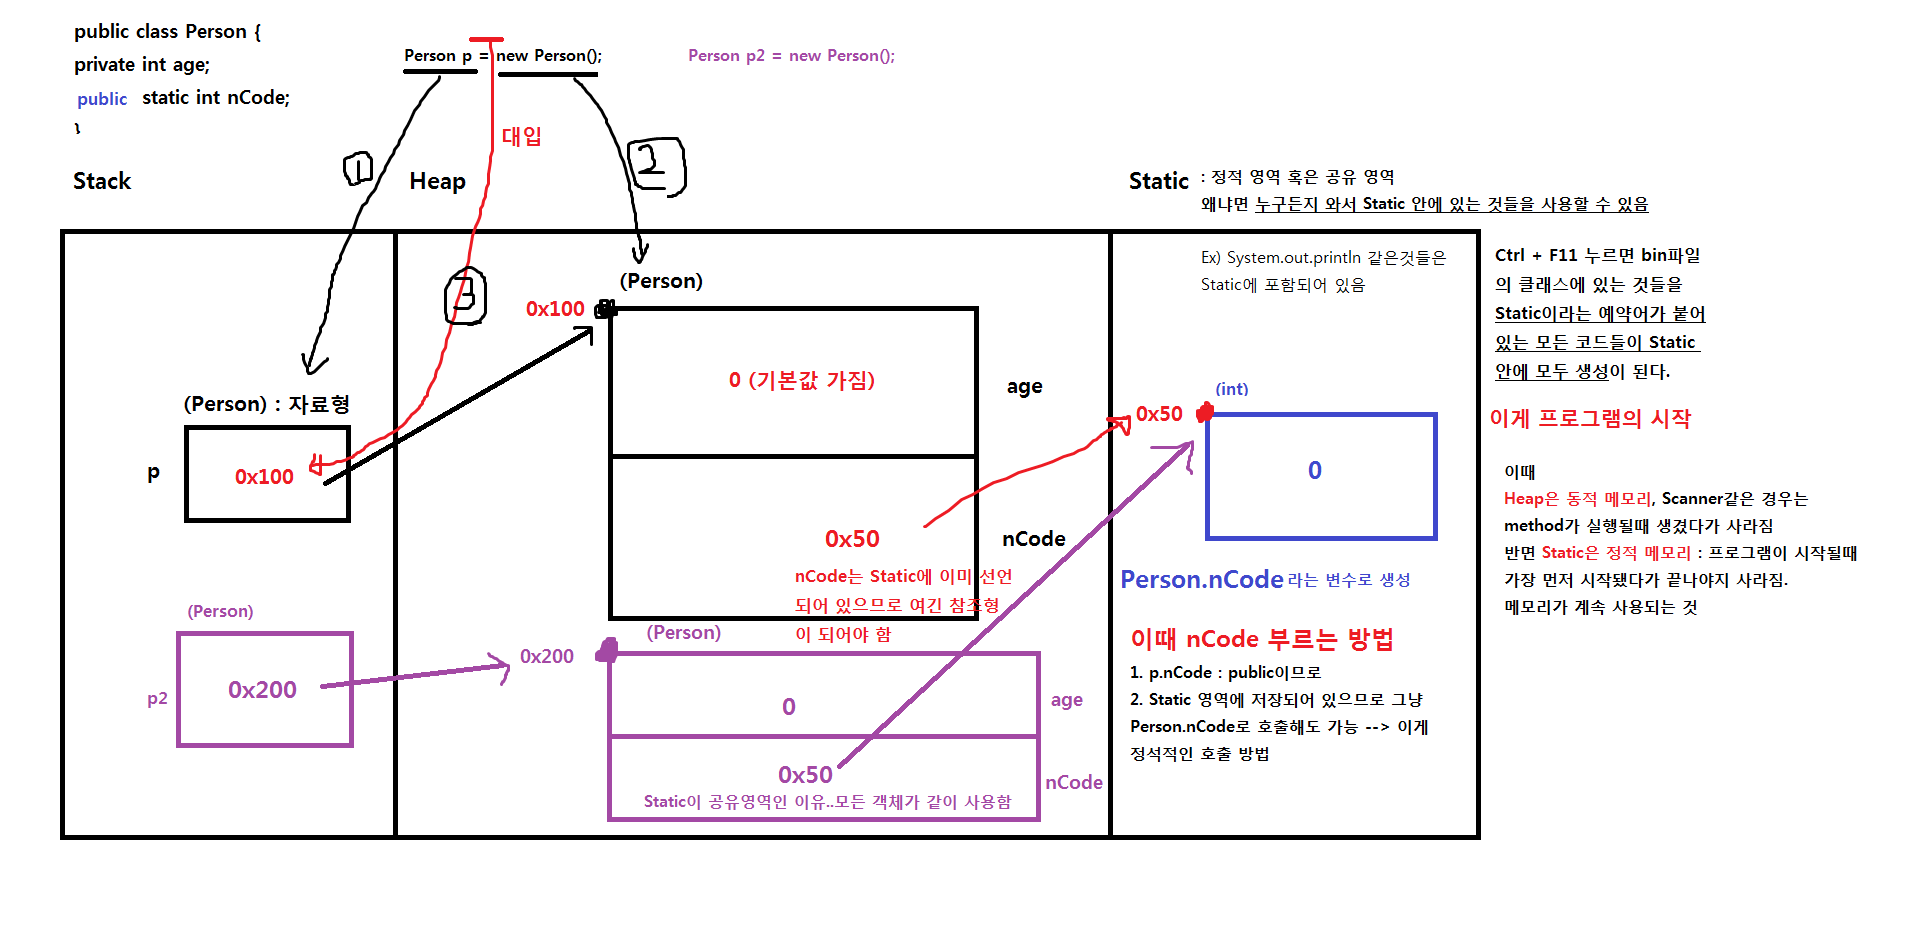 public class Person {
private int age;
public static int nCode;
}
Person p = new Person();
Person p2 = new Person();
대입
1
2
3
Stack
Heap
Static : 정적 영역 혹은 공유 영역
왜냐면 누구든지 와서 Static 안에 있는 것들을 사용할 수 있음
Ex) System.out.println 같은것들은
Static에 포함되어 있음
(Person) : 자료형
p
0x100
(Person)
p2
0x200
(Person)
0x100
0 (기본값 가짐)
age
0x50
nCode
nCode는 Static에 이미 선언
되어 있으므로 여긴 참조형
이 되어야 함
(Person)
0x200
0
age
0x50
nCode
Static이 공유영역인 이유..모든 객체가 같이 사용함
(int)
0x50
0
Person.nCode 라는 변수로 생성
이때 nCode 부르는 방법
1. p.nCode : public이므로
2. Static 영역에 저장되어 있으므로 그냥
Person.nCode로 호출해도 가능 --> 이게
정석적인 호출 방법
Ctrl + F11 누르면 bin파일
의 클래스에 있는 것들을
Static이라는 예약어가 붙어
있는 모든 코드들이 Static
안에 모두 생성이 된다.
이게 프로그램의 시작
이때
Heap은 동적 메모리, Scanner같은 경우는
method가 실행될때 생겼다가 사라짐
반면 Static은 정적 메모리 : 프로그램이 시작될때
가장 먼저 시작됐다가 끝나야지 사라짐.
메모리가 계속 사용되는 것